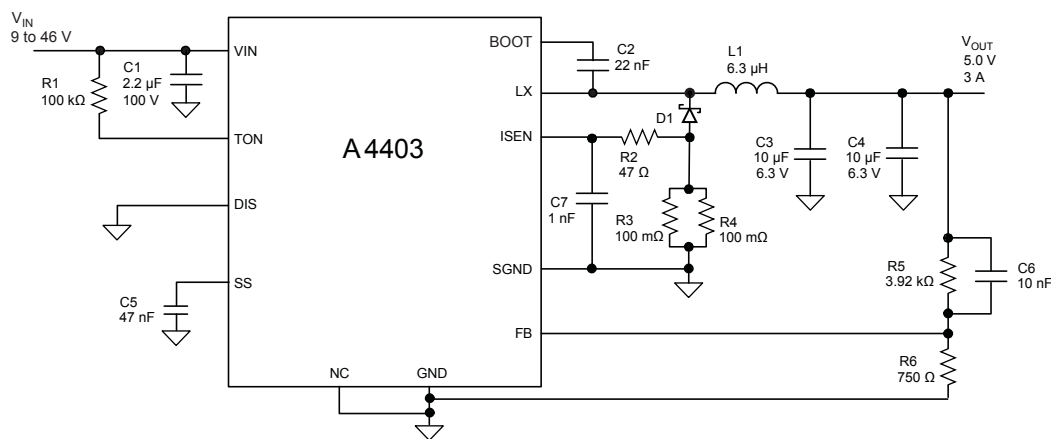 VIN
9 to 46 V
R1
100 kΩ
C1
2.2 µF
100 V
VIN
TON
DIS
SS
C5
47 nF
A4403
NC
GND
BOOT
LX
ISEN
SGND
FB
C2
22 nF
L1
6.3 µH
D1
R2
47 Ω
C7
1 nF
R3
100 mΩ
R4
100 mΩ
VOUT
5.0 V
3 A
C3
10 µF
6.3 V
C4
10 µF
6.3 V
R5
3.92 kΩ
C6
10 nF
R6
750 Ω